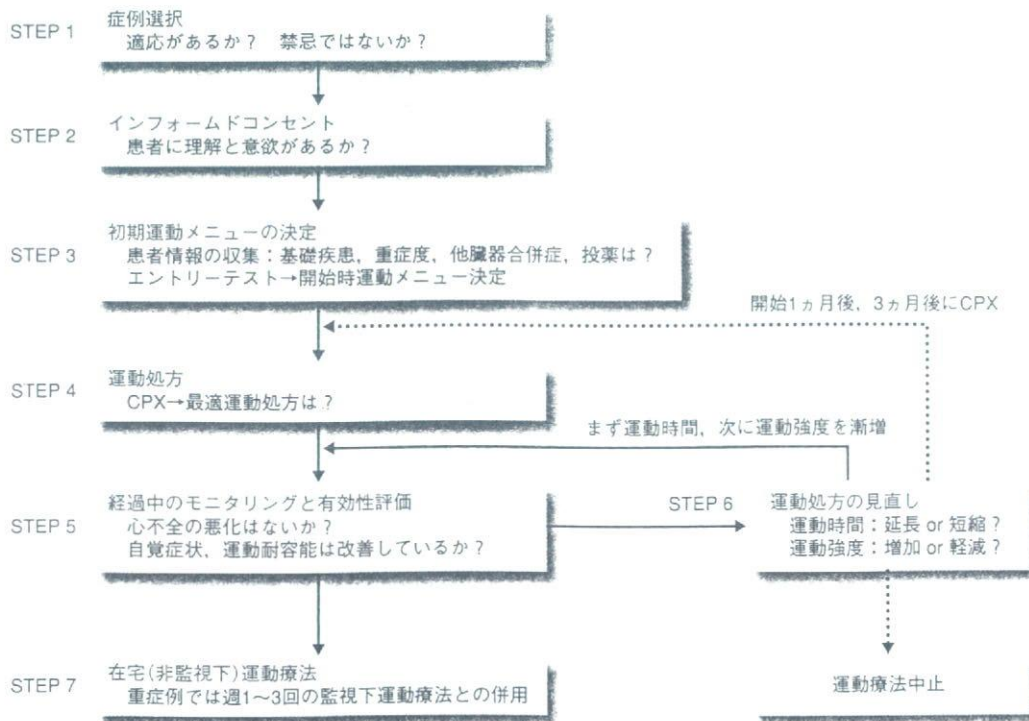 STEP 1
症例選択
適応があるか？ 禁忌ではないか？
STEP 2
インフォームドコンセント
患者に理解と意欲があるか？
STEP 3
初期運動メニューの決定
患者情報の収集：基礎疾患，重症度，他臓器合併症，投薬は？
エントリーテスト→開始時運動メニュー決定
開始1ヵ月後，3ヵ月後にCPX
STEP 4
運動処方
CPX→最適運動処方は？
まず運動時間，次に運動強度を漸増
STEP 5
経過中のモニタリングと有効性評価
心不全の悪化はないか？
自覚症状，運動耐容能は改善しているか？
STEP 6
運動処方の見直し
運動時間：延長 or 短縮？
運動強度：増加 or 軽減？
STEP 7
在宅(非監視下)運動療法
重症例では週1〜3回の監視下運動療法との併用
運動療法中止